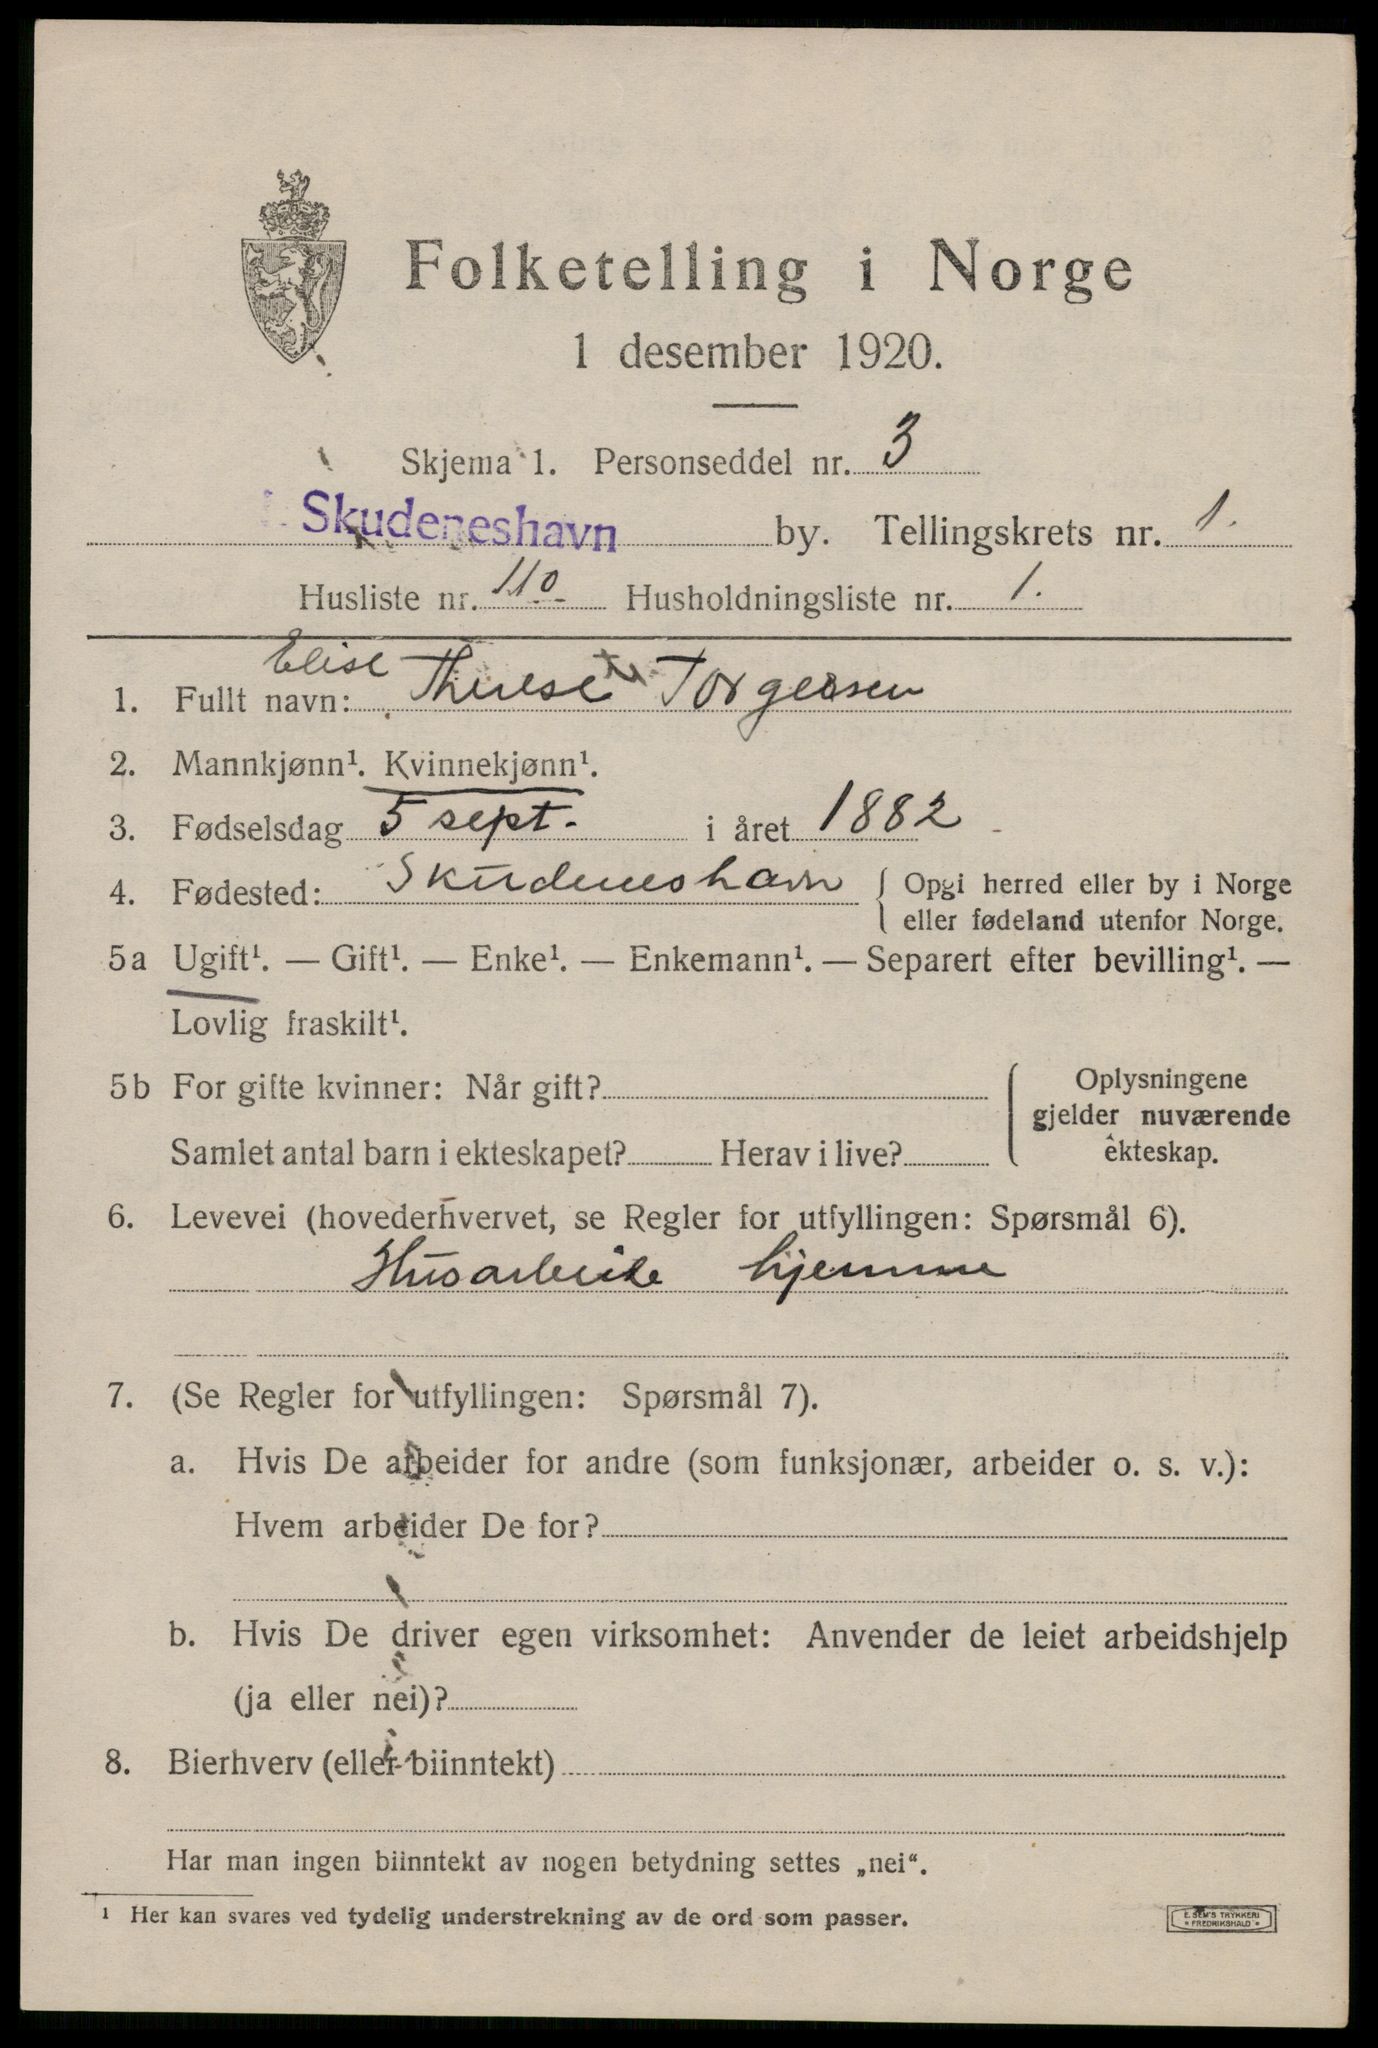 Folketelling i Norge
1 desember 1920.
Skjema 1. Personseddel nr. 3
Skudeneshavn by. Tellingskrets nr. 1.
Husliste nr. 110 Husholdningsliste nr. 1.
Elise
1. Fullt navn: Therese Torgersen
2. Mannkjønn¹. Kvinnekjønn¹.
3. Fødselsdag 5 sept. i året 1882
4. Fødested: Skudeneshavn { Opgi herred eller by i Norge
eller fødeland utenfor Norge.
5a Ugift¹. — Gift¹. — Enke¹. — Enkemann¹. — Separert efter bevilling¹. —
Lovlig fraskilt¹.
5b For gifte kvinner: Når gift? Oplysningene
gjelder nuværende
Samlet antal barn i ekteskapet? Herav i live? ekteskap.
6. Levevei (hovederhvervet, se Regler for utfyllingen: Spørsmål 6).
Husarbeide hjemme
7. (Se Regler for utfyllingen: Spørsmål 7).
a. Hvis De arbeider for andre (som funksjonær, arbeider o. s. v.):
Hvem arbeider De for?
b. Hvis De driver egen virksomhet: Anvender de leiet arbeidshjelp
(ja eller nei)?
8. Bierhverv (eller biinntekt)
Har man ingen biinntekt av nogen betydning settes „nei“.
¹ Her kan svares ved tydelig understrekning av de ord som passer.
E. SEM'S TRYKKERI
FREDRIKSHALD